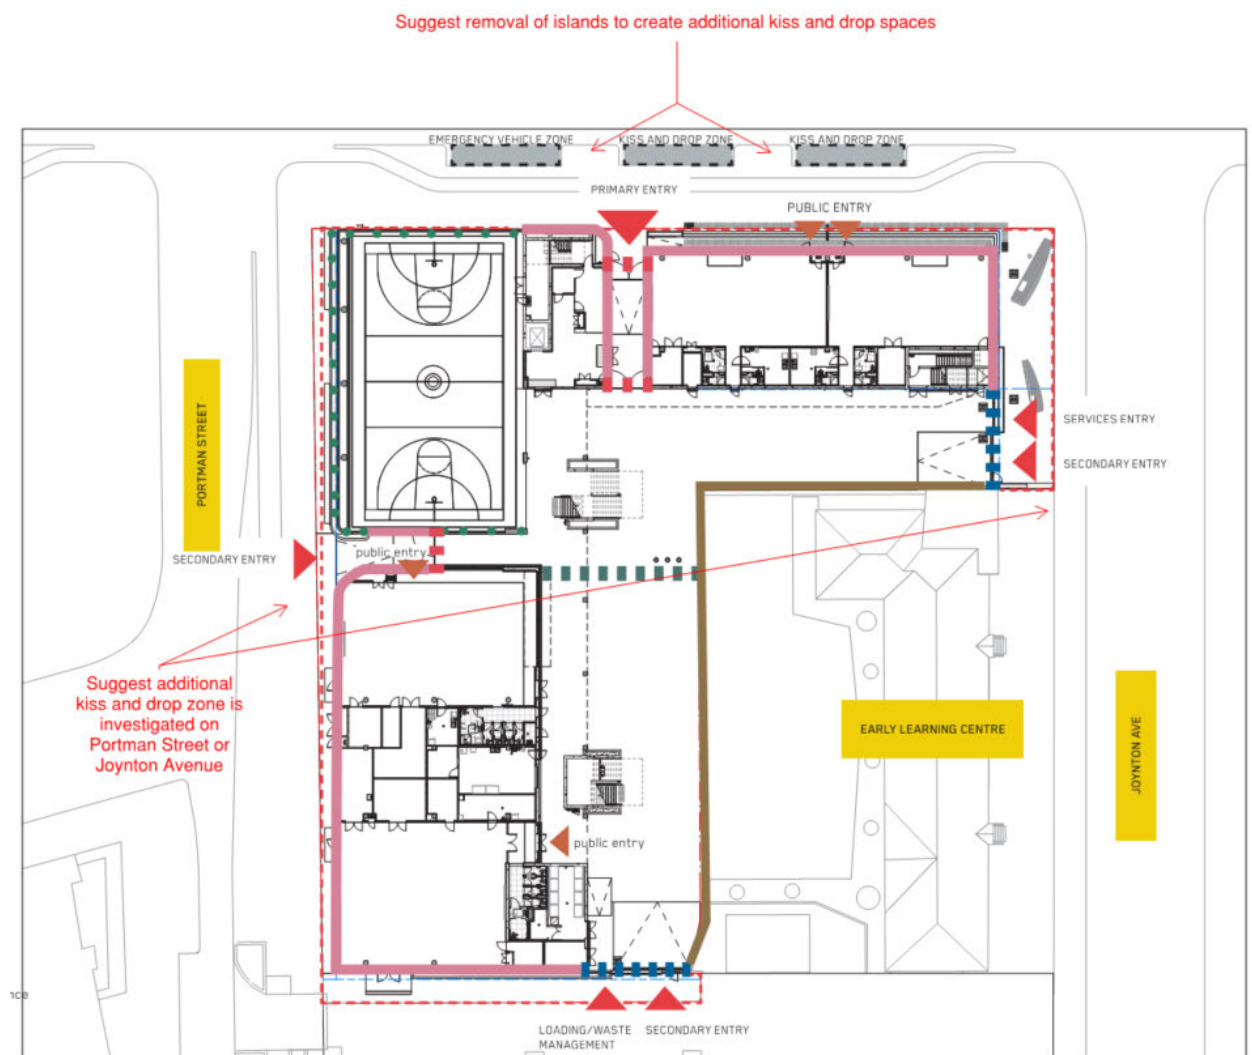 Suggest removal of islands to create additional kiss and drop spaces
EMERGENCY VEHICLE ZONE
KISS AND DROP ZONE
KISS AND DROP ZONE
PRIMARY ENTRY
PUBLIC ENTRY
PORTMAN STREET
SERVICES ENTRY
SECONDARY ENTRY
SECONDARY ENTRY
public entry
Suggest additional
kiss and drop zone is
investigated on
Portman Street or
Joynton Avenue
EARLY LEARNING CENTRE
JOYNTON AVE
public entry
nce
LOADING/WASTE
MANAGEMENT
SECONDARY ENTRY